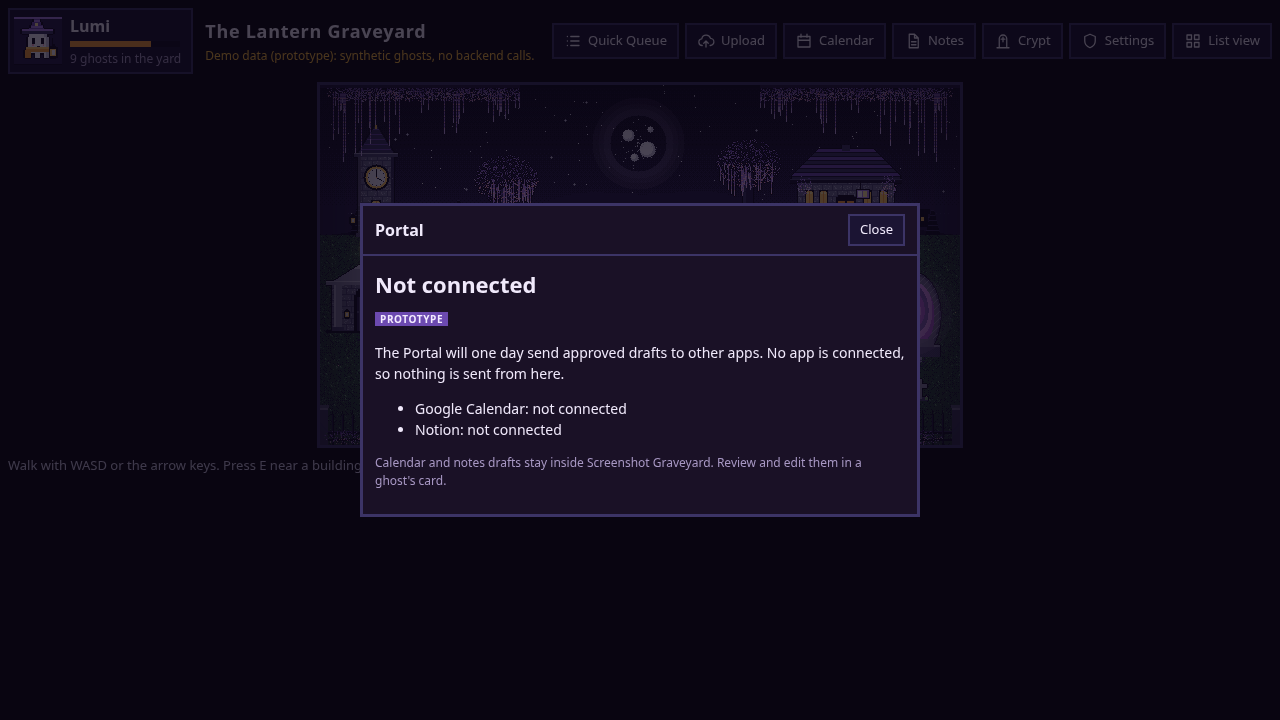 Lumi
9 ghosts in the yard
The Lantern Graveyard
Demo data (prototype): synthetic ghosts, no backend calls.
Quick Queue
Upload
Calendar
Notes
Crypt
Settings
List view
Portal
Close
Not connected
PROTOTYPE
The Portal will one day send approved drafts to other apps. No app is connected,
so nothing is sent from here.
Google Calendar: not connected
Notion: not connected
Calendar and notes drafts stay inside Screenshot Graveyard. Review and edit them in a
ghost's card.
Walk with WASD or the arrow keys. Press E near a building